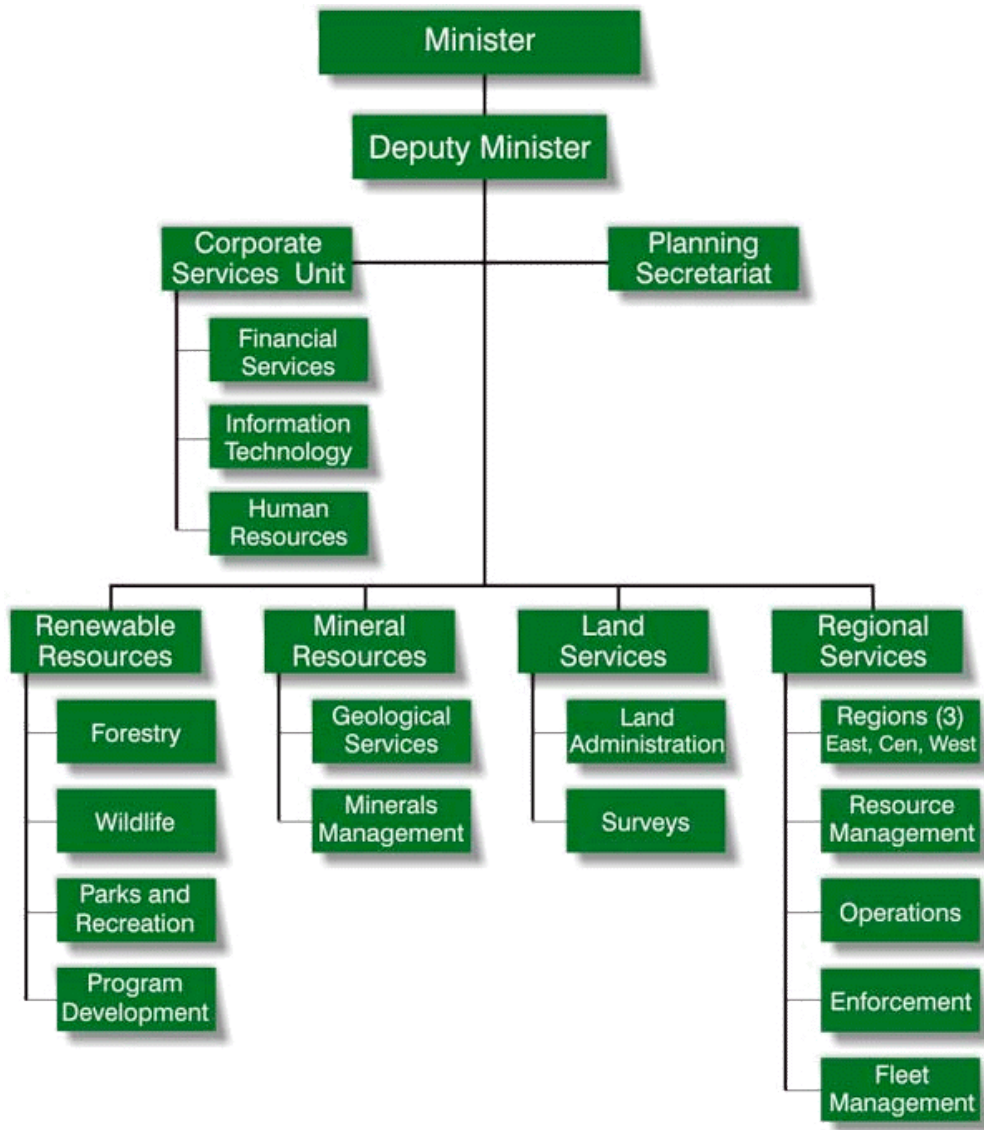 Minister
Deputy Minister
Corporate
Services Unit
Planning
Secretariat
Financial
Services
Information
Technology
Human
Resources
Renewable
Resources
Mineral
Resources
Land
Services
Regional
Services
Forestry
Wildlife
Parks and
Recreation
Program
Development
Geological
Services
Minerals
Management
Land
Administration
Surveys
Regions (3)
East, Cen, West
Resource
Management
Operations
Enforcement
Fleet
Management